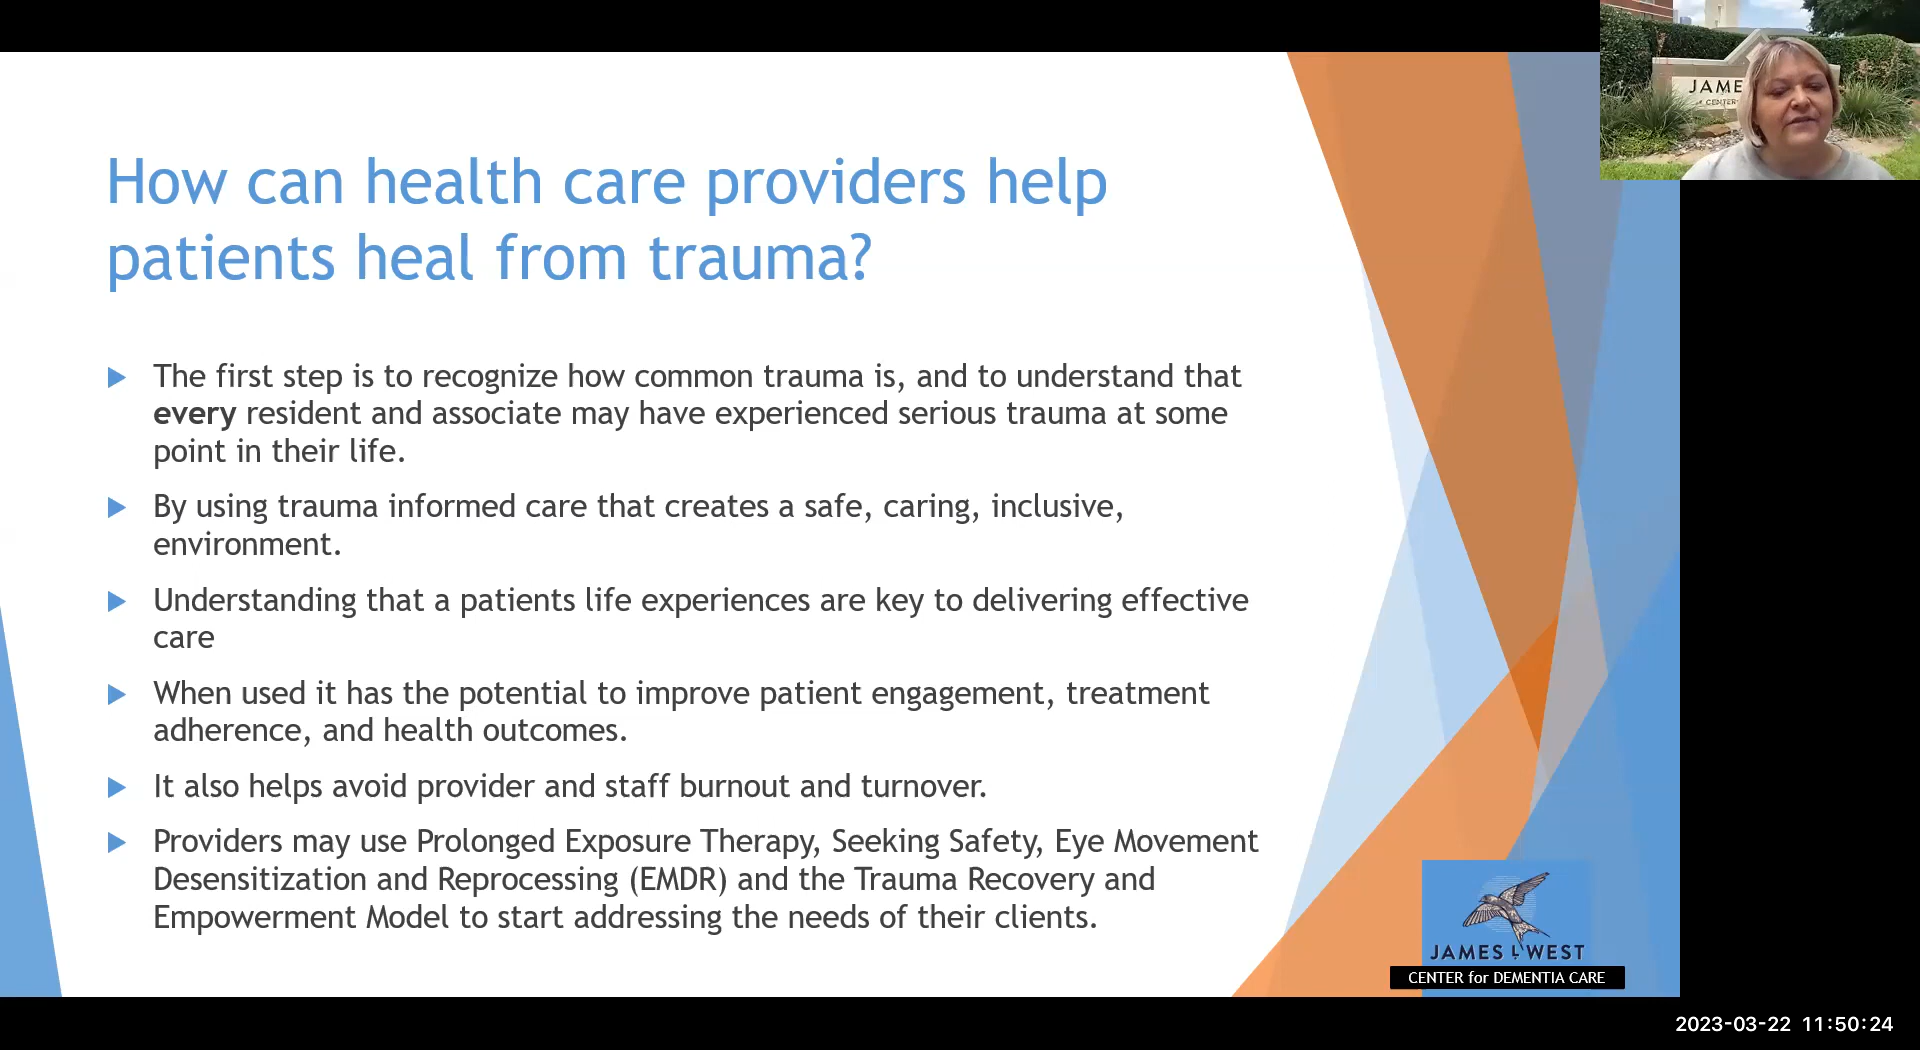 How can health care providers help
patients heal from trauma?
The first step is to recognize how common trauma is, and to understand that
every resident and associate may have experienced serious trauma at some
point in their life.
By using trauma informed care that creates a safe, caring, inclusive,
environment.
Understanding that a patients life experiences are key to delivering effective
care
When used it has the potential to improve patient engagement, treatment
adherence, and health outcomes.
It also helps avoid provider and staff burnout and turnover.
Providers may use Prolonged Exposure Therapy, Seeking Safety, Eye Movement
Desensitization and Reprocessing (EMDR) and the Trauma Recovery and
Empowerment Model to start addressing the needs of their clients.
JAMES L WEST
CENTER for DEMENTIA CARE
JAME
CENTER
2023-03-22 11:50:24